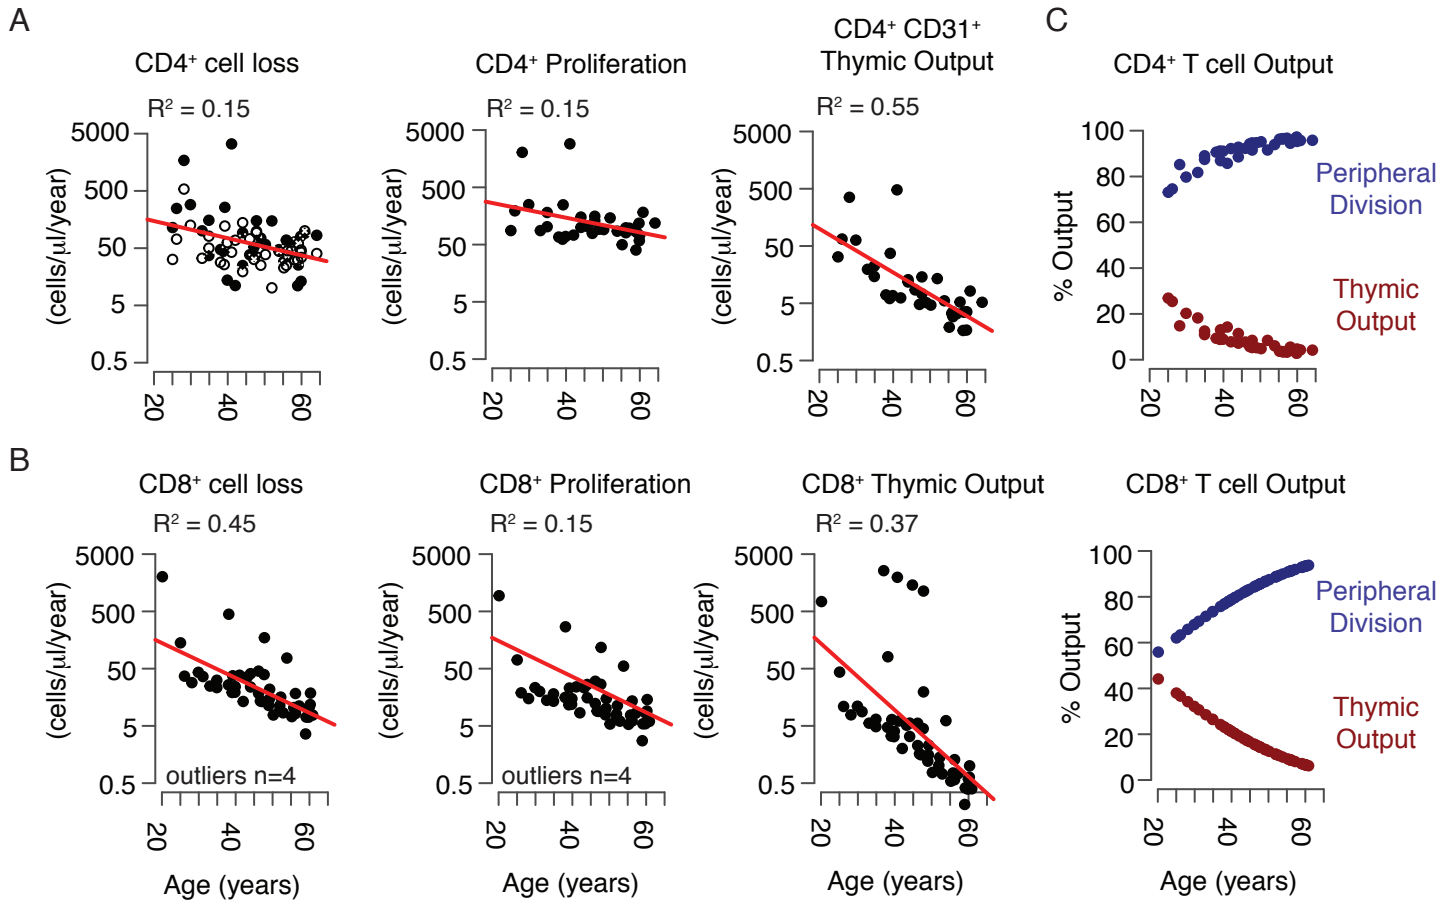 A
CD4⁺ cell loss
R² = 0.15
(cells/µl/year)
5000
500
50
5
0.5
20
40
60
CD4⁺ Proliferation
R² = 0.15
(cells/µl/year)
5000
500
50
5
0.5
20
40
60
CD4⁺ CD31⁺
Thymic Output
R² = 0.55
(cells/µl/year)
5000
500
50
5
0.5
20
40
60
C
CD4⁺ T cell Output
% Output
100
80
60
40
20
0
Peripheral
Division
Thymic
Output
20
40
60
B
CD8⁺ cell loss
R² = 0.45
(cells/µl/year)
5000
500
50
5
0.5
outliers n=4
20
40
60
Age (years)
CD8⁺ Proliferation
R² = 0.15
(cells/µl/year)
5000
500
50
5
0.5
outliers n=4
20
40
60
Age (years)
CD8⁺ Thymic Output
R² = 0.37
(cells/µl/year)
5000
500
50
5
0.5
20
40
60
Age (years)
CD8⁺ T cell Output
% Output
100
80
60
40
20
0
Peripheral
Division
Thymic
Output
20
40
60
Age (years)